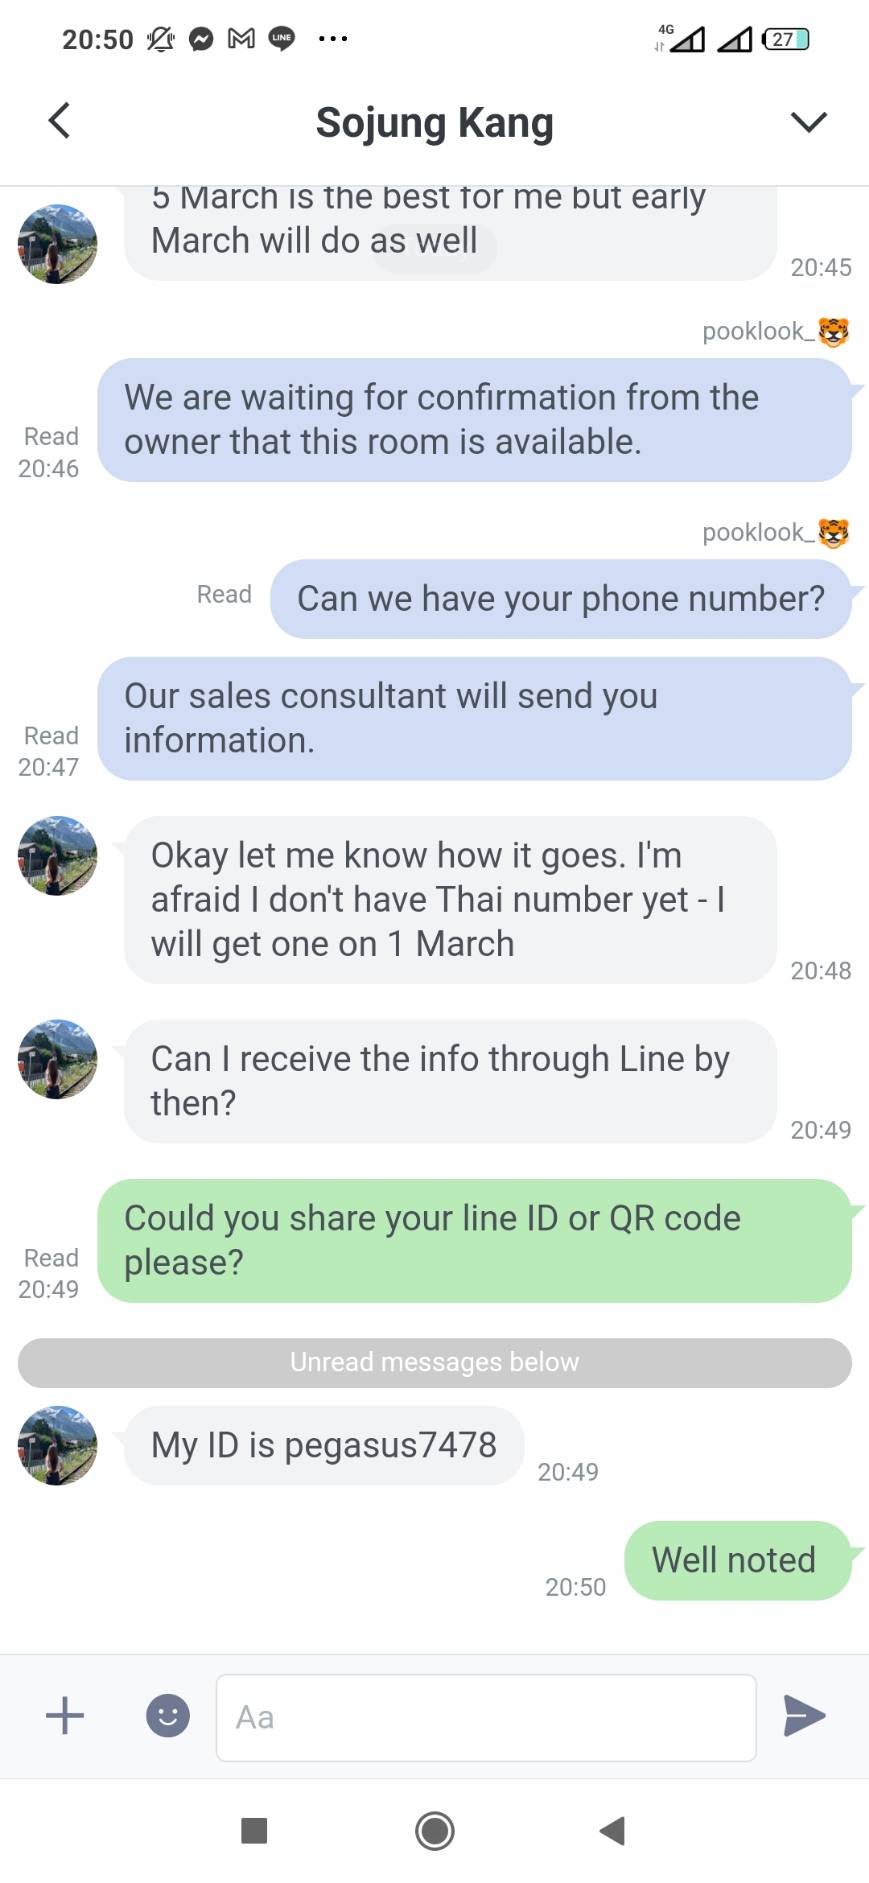 20:50
LINE
4G
27
Sojung Kang
5 March is the best for me but early
March will do as well
20:45
pooklook_
We are waiting for confirmation from the
owner that this room is available.
Read
20:46
pooklook_
Read
Can we have your phone number?
Our sales consultant will send you
information.
Read
20:47
Okay let me know how it goes. I'm
afraid I don't have Thai number yet - I
will get one on 1 March
20:48
Can I receive the info through Line by
then?
20:49
Could you share your line ID or QR code
please?
Read
20:49
Unread messages below
My ID is pegasus7478
20:49
Well noted
20:50
Aa